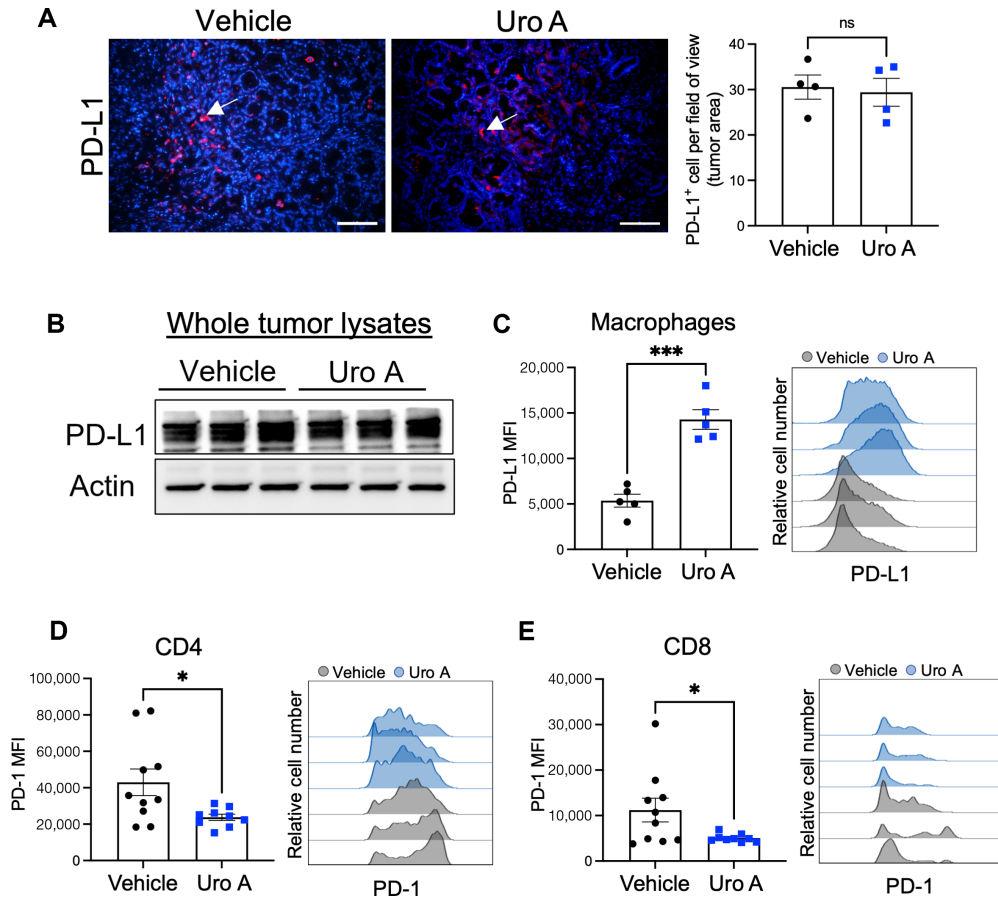 A
Vehicle
Uro A
PD-L1
PD-L1+ cell per field of view
(tumor area)
40
30
20
10
0
ns
Vehicle
Uro A
B
Whole tumor lysates
Vehicle
Uro A
PD-L1
Actin
C
Macrophages
PD-L1 MFI
20,000
15,000
10,000
5,000
0
***
Vehicle
Uro A
Vehicle
Uro A
Relative cell number
PD-L1
D
CD4
PD-1 MFI
100,000
80,000
60,000
40,000
20,000
0
*
Vehicle
Uro A
Vehicle
Uro A
Relative cell number
PD-1
E
CD8
PD-1 MFI
40,000
30,000
20,000
10,000
0
*
Vehicle
Uro A
Vehicle
Uro A
Relative cell number
PD-1